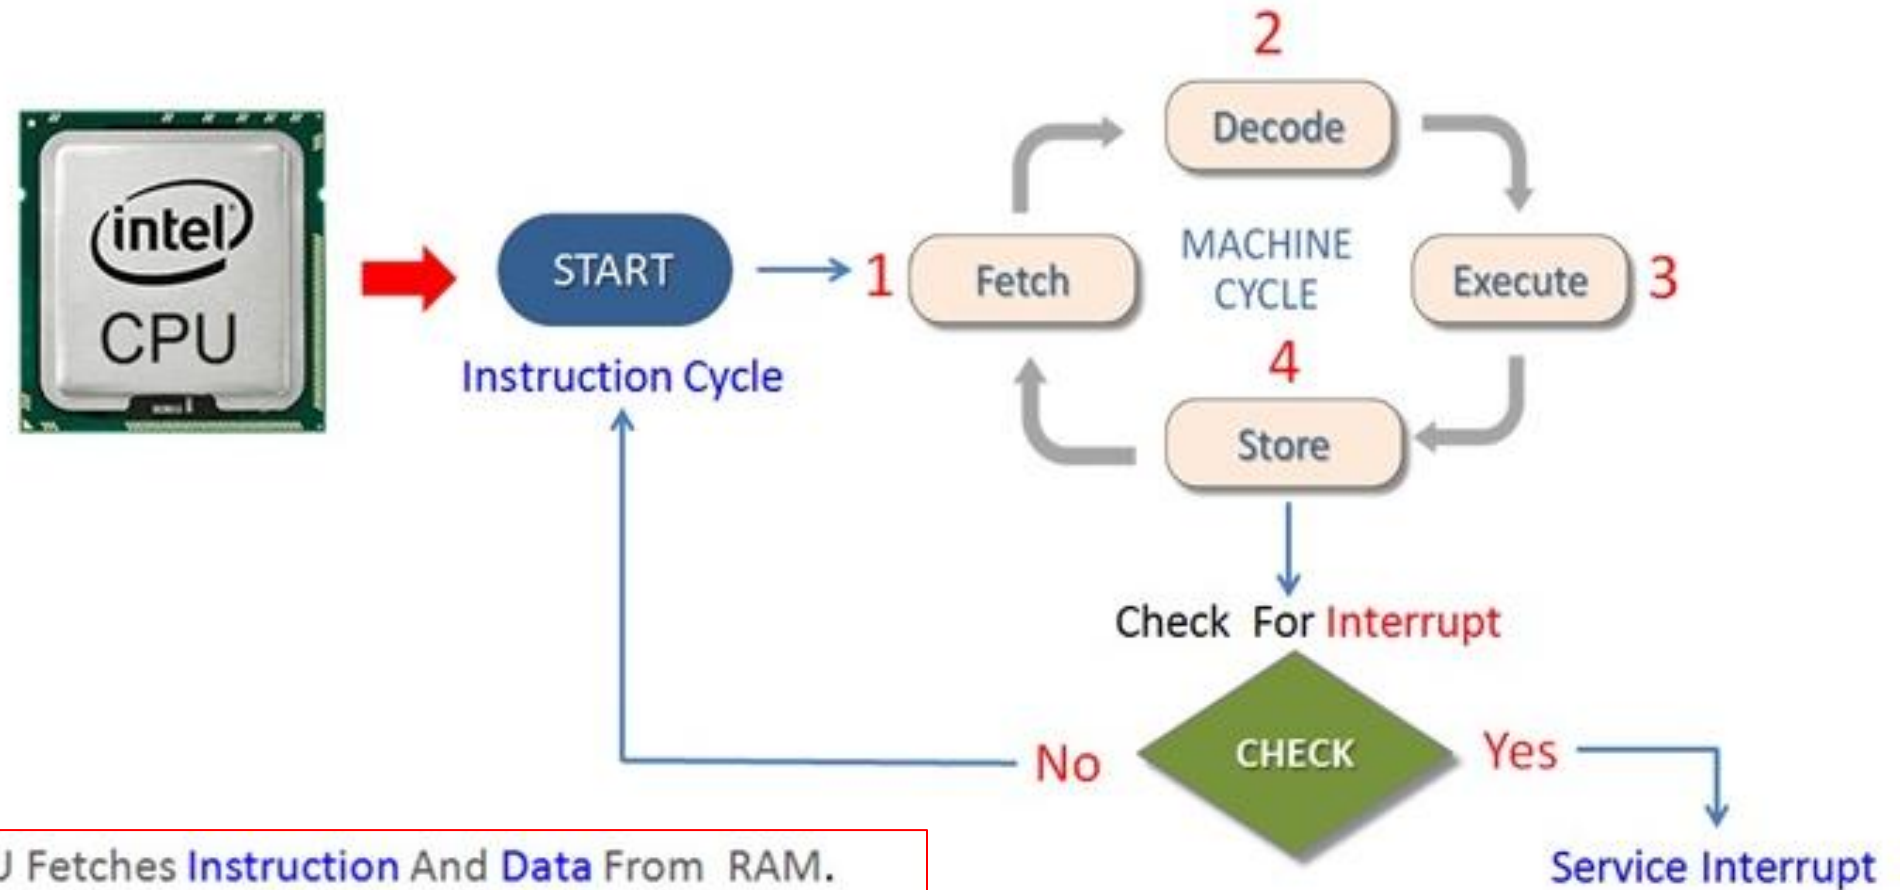 2
Decode
intel
CPU
START
1
Fetch
MACHINE
CYCLE
Execute
3
Instruction Cycle
4
Store
Check For Interrupt
No
CHECK
Yes
Fetches Instruction And Data From RAM.
Service Interrupt